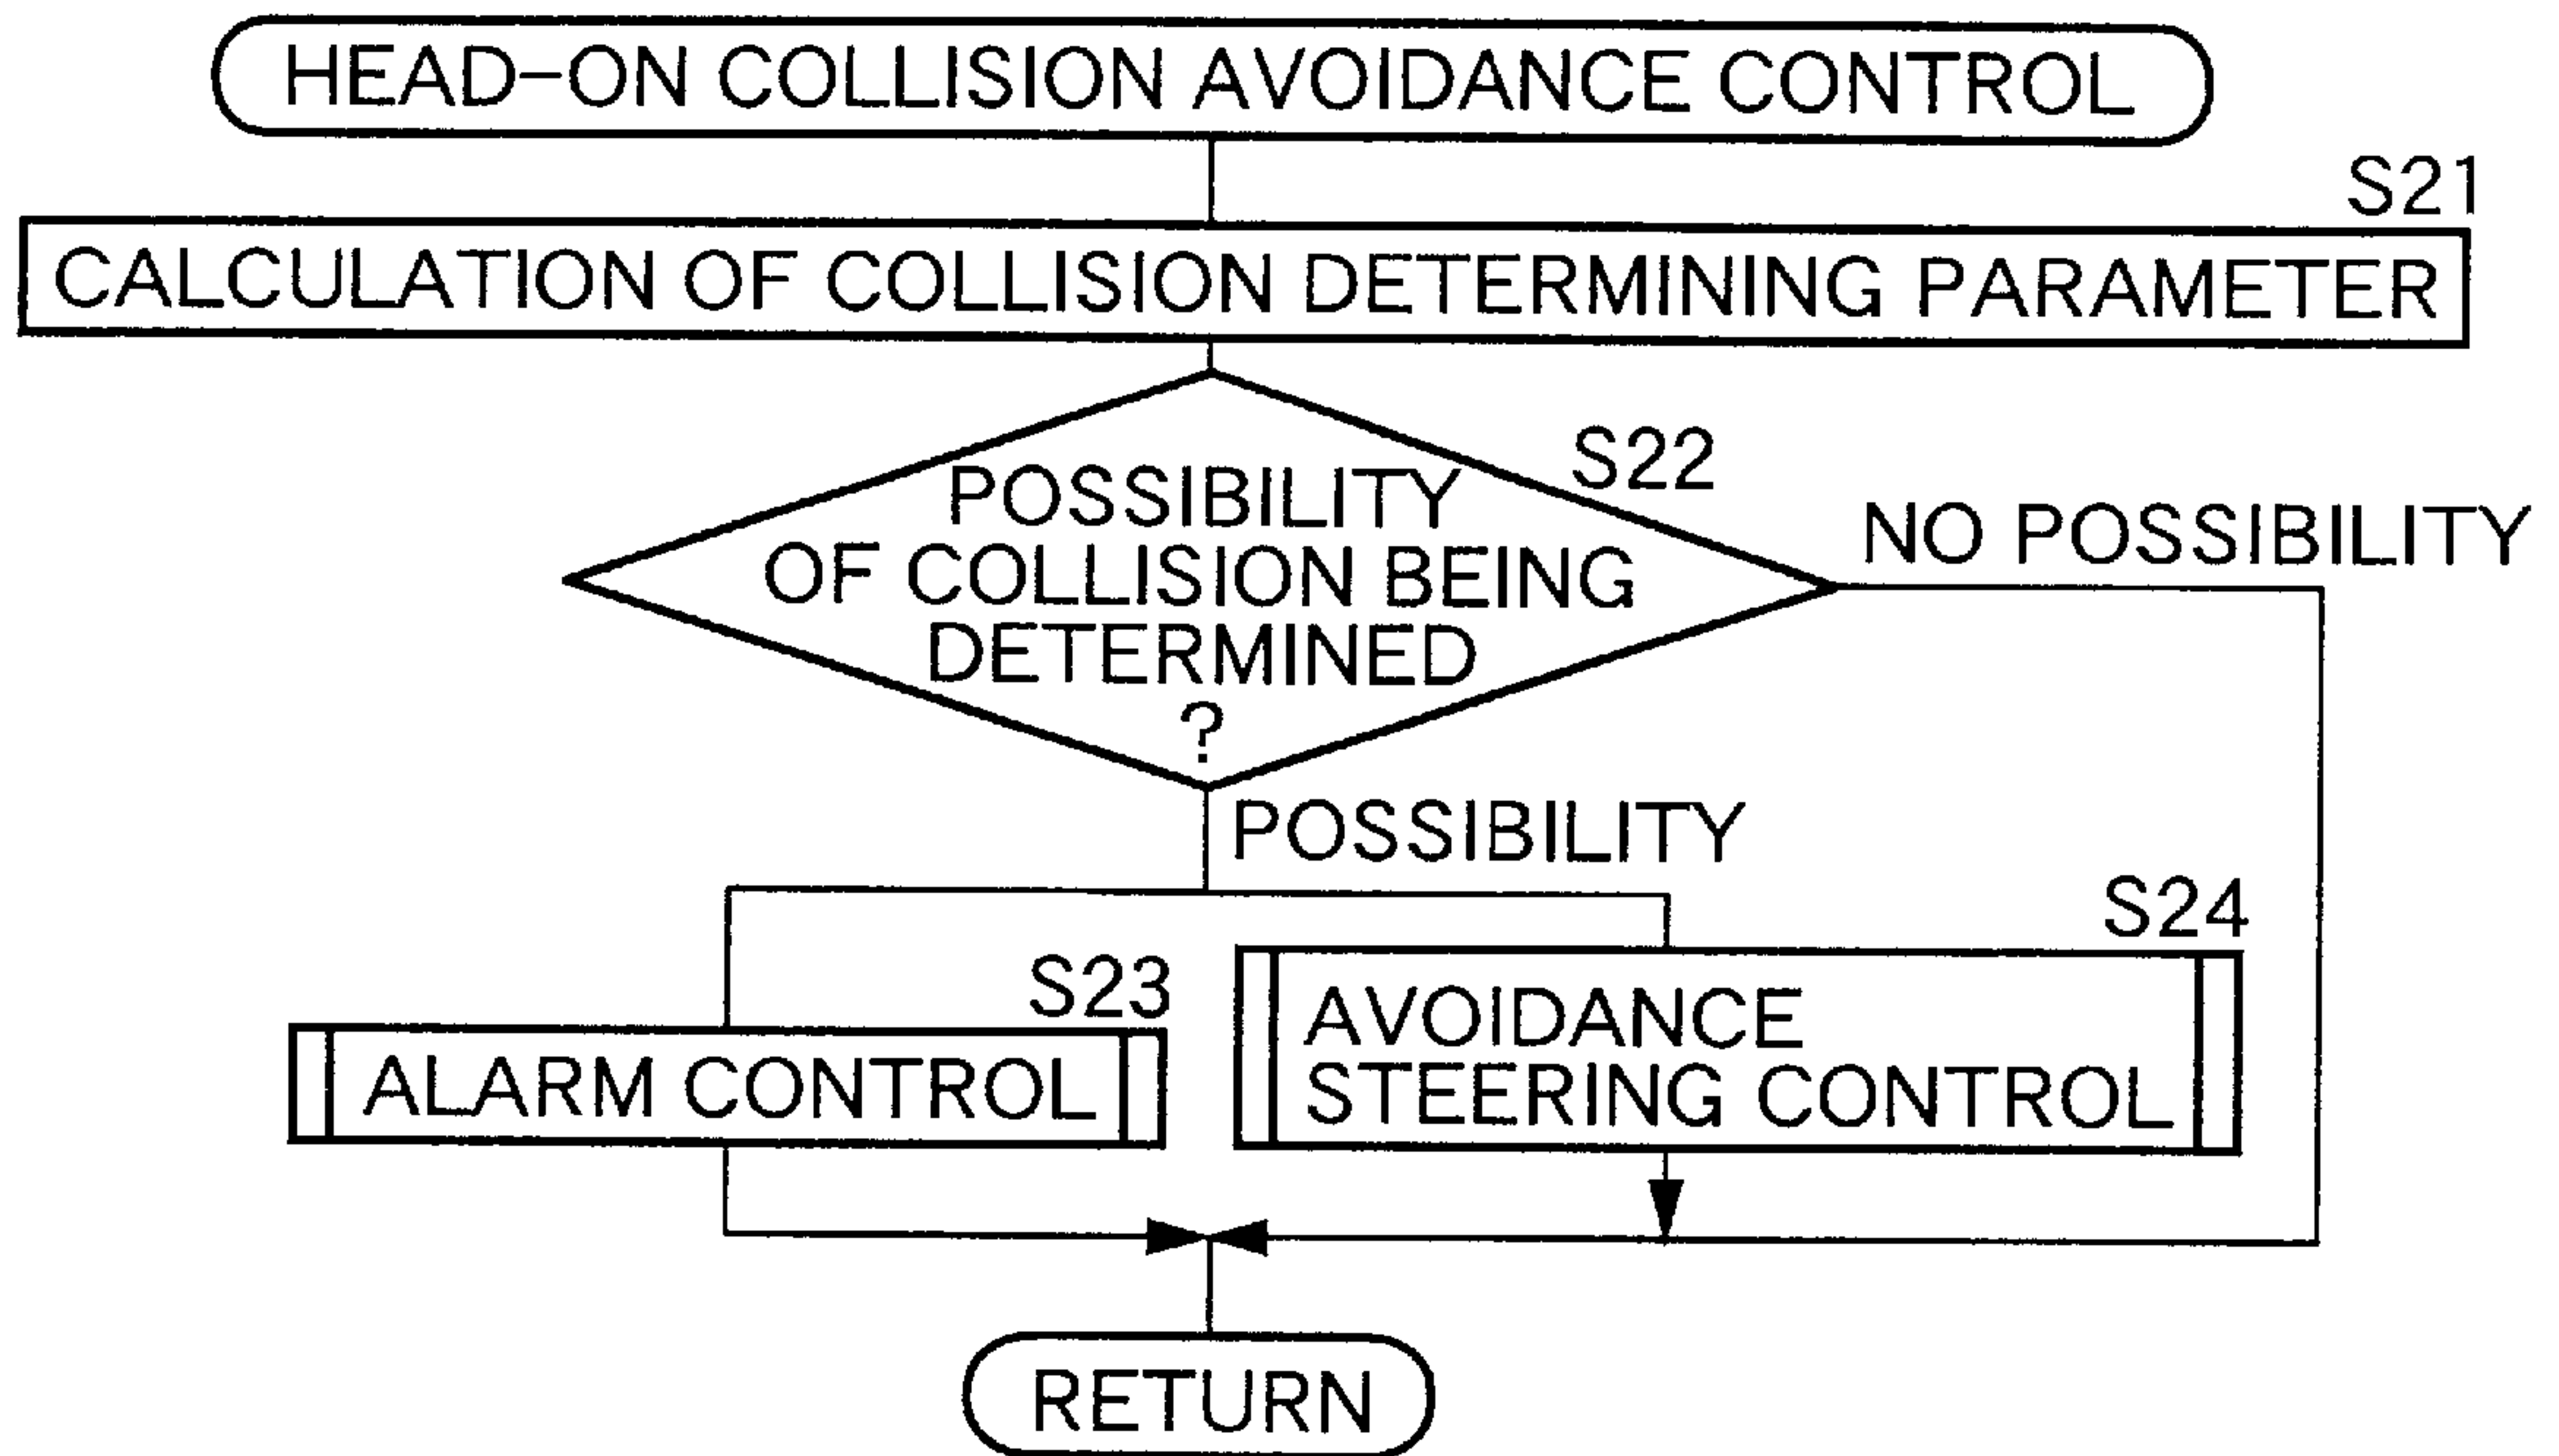 HEAD-ON COLLISION AVOIDANCE CONTROL
S21
CALCULATION OF COLLISION DETERMINING PARAMETER
S22
POSSIBILITY
OF COLLISION BEING
DETERMINED
?
NO POSSIBILITY
POSSIBILITY
S23
ALARM CONTROL
S24
AVOIDANCE
STEERING CONTROL
RETURN